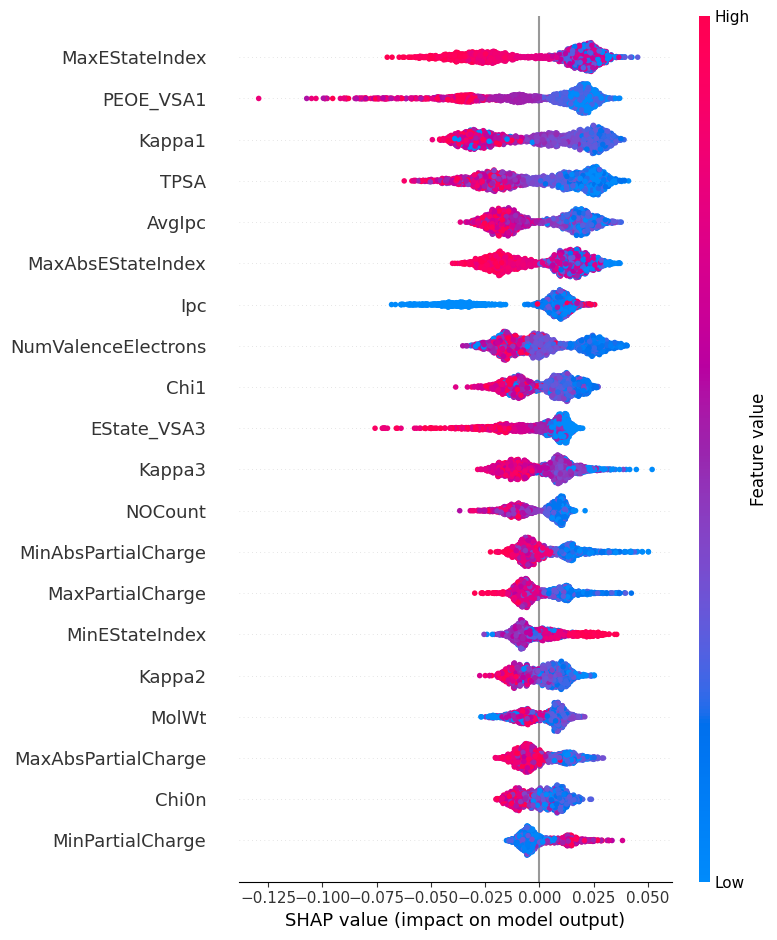 High
MaxEStateIndex
PEOE_VSA1
Kappa1
TPSA
AvgIpc
MaxAbsEStateIndex
Ipc
NumValenceElectrons
Chi1
EState_VSA3
Kappa3
NOCount
MinAbsPartialCharge
MaxPartialCharge
MinEStateIndex
Kappa2
MolWt
MaxAbsPartialCharge
Chi0n
MinPartialCharge
Feature value
Low
−0.125 −0.100 −0.075 −0.050 −0.025 0.000 0.025 0.050
SHAP value (impact on model output)